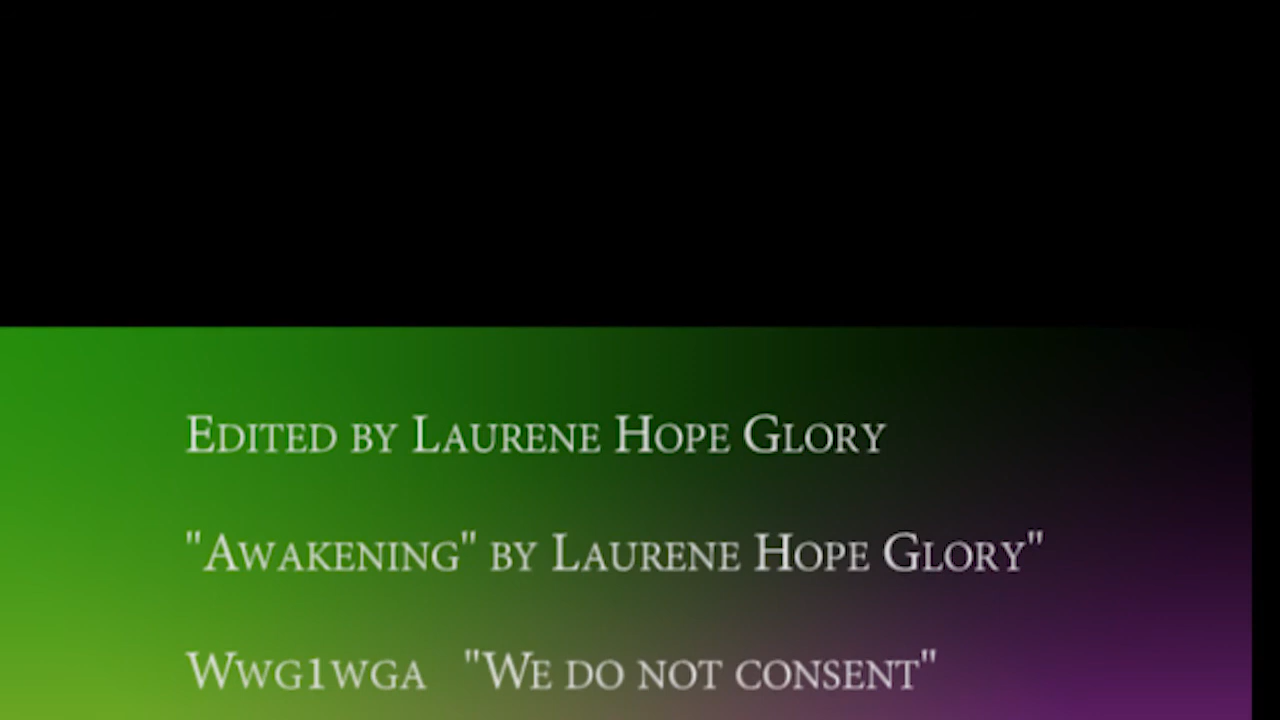 Edited by Laurene Hope Glory
"Awakening" by Laurene Hope Glory"
Wwg1wga "We do not consent"